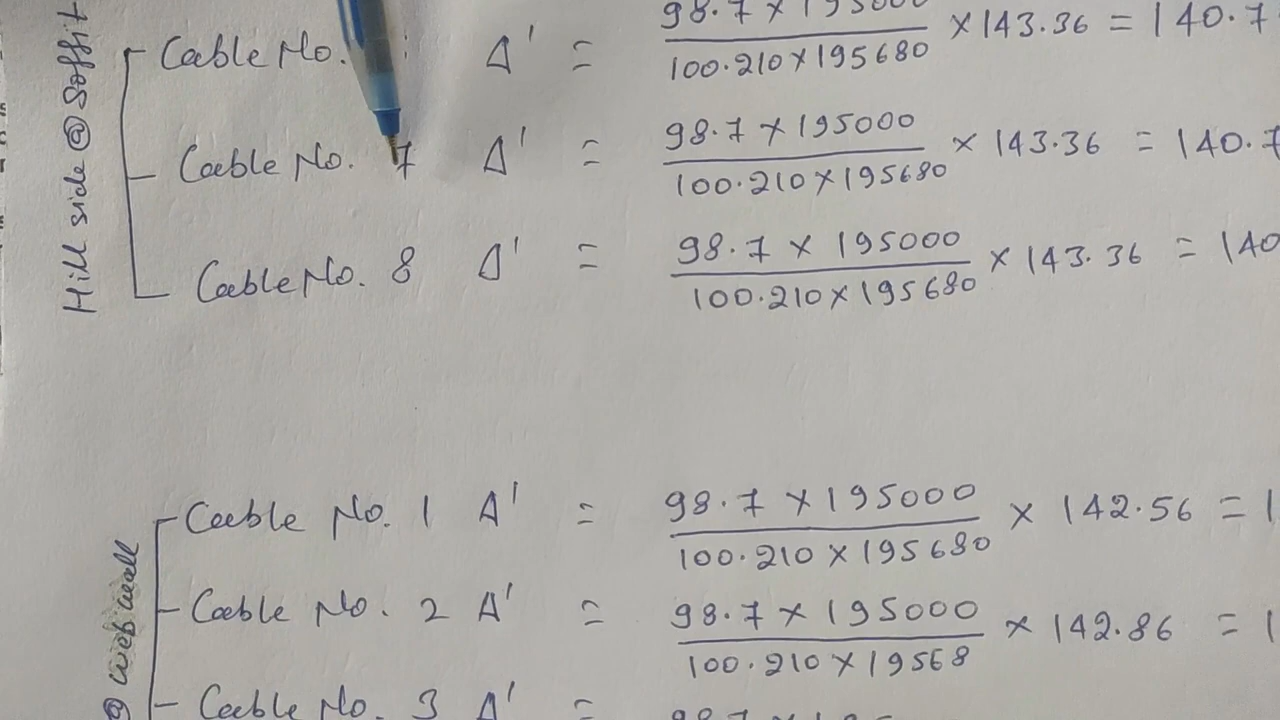 Hill side @ Soffit
Cable No. Δ' = 98.7 × 195000 / 100.210 × 195680 × 143.36 = 140.7
Cable No. 7 Δ' = 98.7 × 195000 / 100.210 × 195680 × 143.36 = 140.7
Cable No. 8 Δ' = 98.7 × 195000 / 100.210 × 195680 × 143.36 = 140
@ web wall
Cable No. 1 Δ' = 98.7 × 195000 / 100.210 × 195680 × 142.56 = 1
Cable No. 2 Δ' = 98.7 × 195000 / 100.210 × 19568 × 142.86 = 1
Cable No. 3 Δ' =